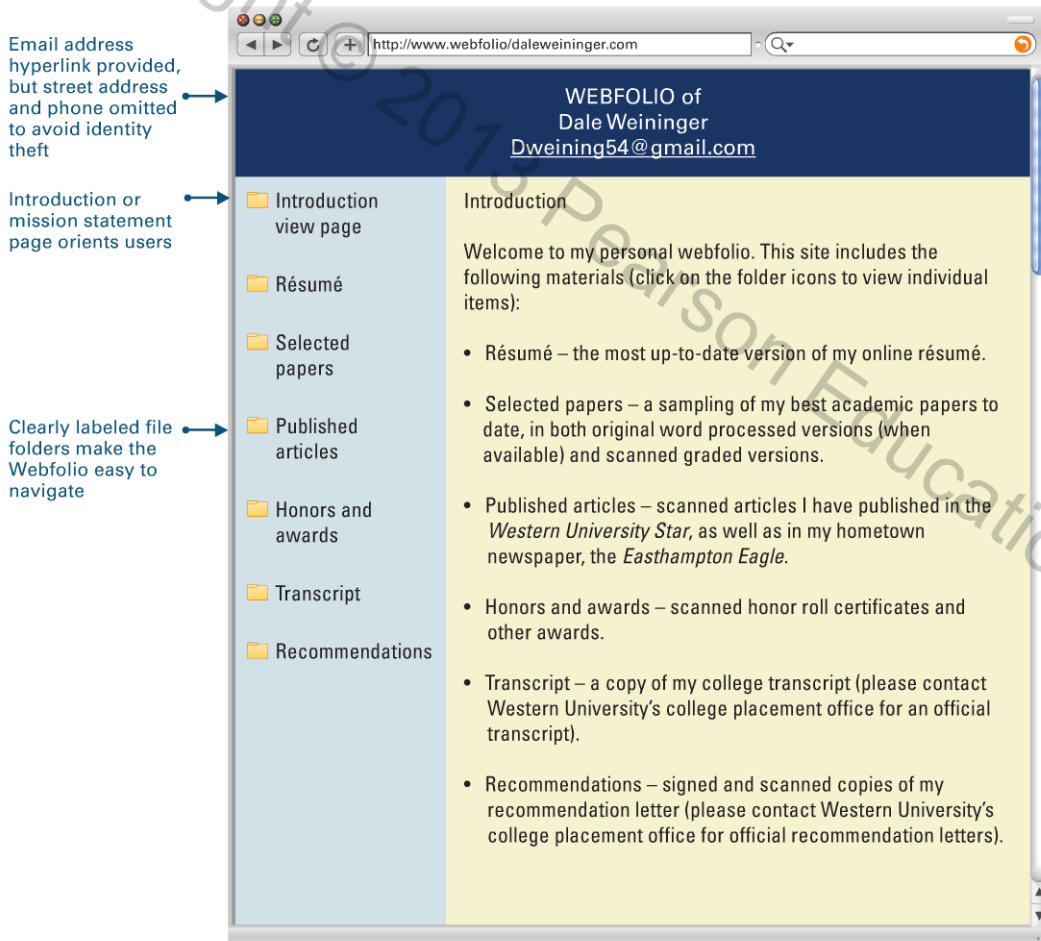 Email address
hyperlink provided,
but street address
and phone omitted
to avoid identity
theft
Introduction or
mission statement
page orients users
Clearly labeled file
folders make the
Webfolio easy to
navigate
http://www.webfolio/daleweininger.com
WEBFOLIO of
Dale Weininger
Dweining54@gmail.com
Introduction
view page
Résumé
Selected
papers
Published
articles
Honors and
awards
Transcript
Recommendations
Introduction
Welcome to my personal webfolio. This site includes the
following materials (click on the folder icons to view individual
items):
• Résumé – the most up-to-date version of my online résumé.
• Selected papers – a sampling of my best academic papers to
date, in both original word processed versions (when
available) and scanned graded versions.
• Published articles – scanned articles I have published in the
Western University Star, as well as in my hometown
newspaper, the Easthampton Eagle.
• Honors and awards – scanned honor roll certificates and
other awards.
• Transcript – a copy of my college transcript (please contact
Western University's college placement office for an official
transcript).
• Recommendations – signed and scanned copies of my
recommendation letter (please contact Western University's
college placement office for official recommendation letters).
© 2013 Pearson